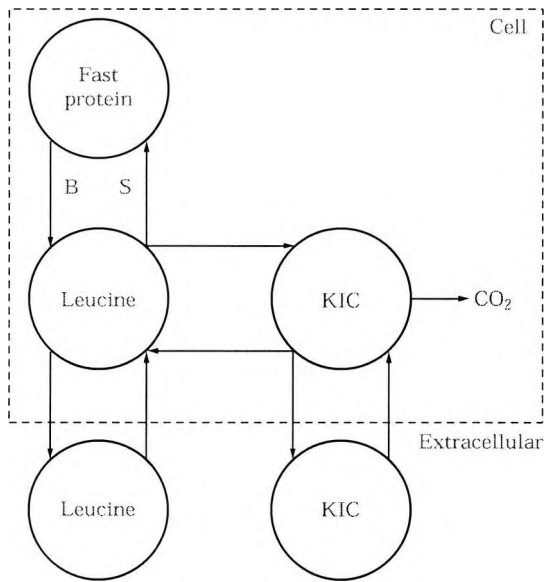 Cell
Fast
protein
B
S
Leucine
KIC
CO₂
Extracellular
Leucine
KIC